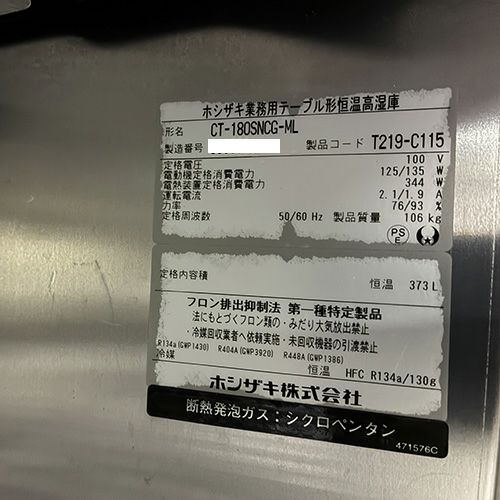 ホシザキ業務用テーブル形恒温高湿庫
形名 CT-180SNCG-ML
製造番号 製品コード T219-C115
定格電圧 100 V
電動機定格消費電力 125/135 W
電熱装置定格消費電力 344 W
運転電流 2.1/1.9 A
力率 76/93 %
定格周波数 50/60 Hz 製品質量 106 kg
PS
E
定格内容積 恒温 373 L
フロン排出抑制法 第一種特定製品
法にもとづくフロン類の・みだり大気放出禁止
・冷媒回収業者へ依頼実施・未回収機器の引渡禁止
R134a(GWP1430) R404A(GWP3920) R448A(GWP1386)
冷媒 恒温 HFC R134a/130g
ホシザキ株式会社
断熱発泡ガス：シクロペンタン
471576C